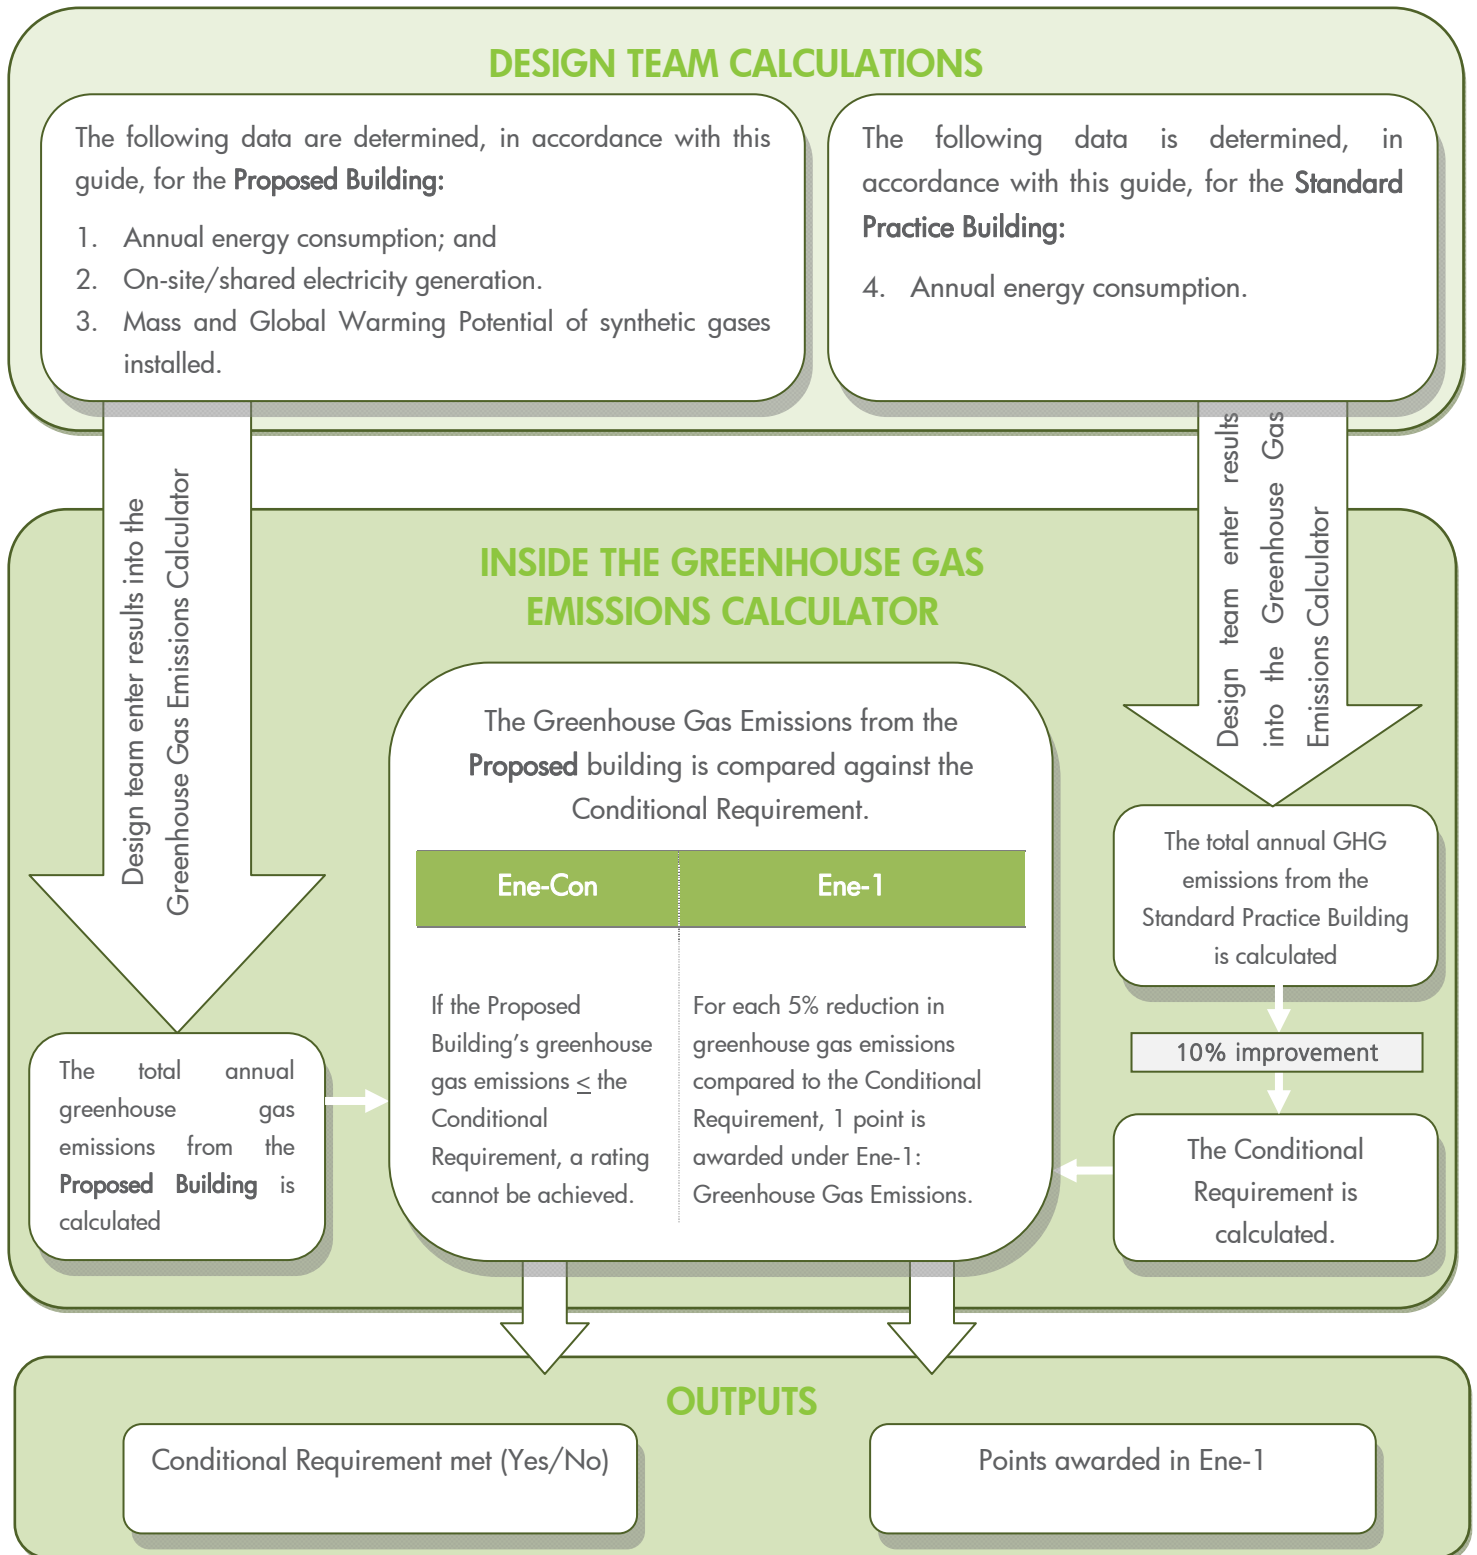 DESIGN TEAM CALCULATIONS
The following data are determined, in accordance with this
guide, for the Proposed Building:
1. Annual energy consumption; and
2. On-site/shared electricity generation.
3. Mass and Global Warming Potential of synthetic gases
installed.
The following data is determined, in
accordance with this guide, for the Standard
Practice Building:
4. Annual energy consumption.
Design team enter results into the
Greenhouse Gas Emissions Calculator
Design team enter results
into the Greenhouse Gas
Emissions Calculator
INSIDE THE GREENHOUSE GAS
EMISSIONS CALCULATOR
The Greenhouse Gas Emissions from the
Proposed building is compared against the
Conditional Requirement.
Ene-Con
Ene-1
If the Proposed
Building's greenhouse
gas emissions ≤ the
Conditional
Requirement, a rating
cannot be achieved.
For each 5% reduction in
greenhouse gas emissions
compared to the Conditional
Requirement, 1 point is
awarded under Ene-1:
Greenhouse Gas Emissions.
The total annual GHG
emissions from the
Standard Practice Building
is calculated
10% improvement
The Conditional
Requirement is
calculated.
The total annual
greenhouse gas
emissions from the
Proposed Building is
calculated
OUTPUTS
Conditional Requirement met (Yes/No)
Points awarded in Ene-1